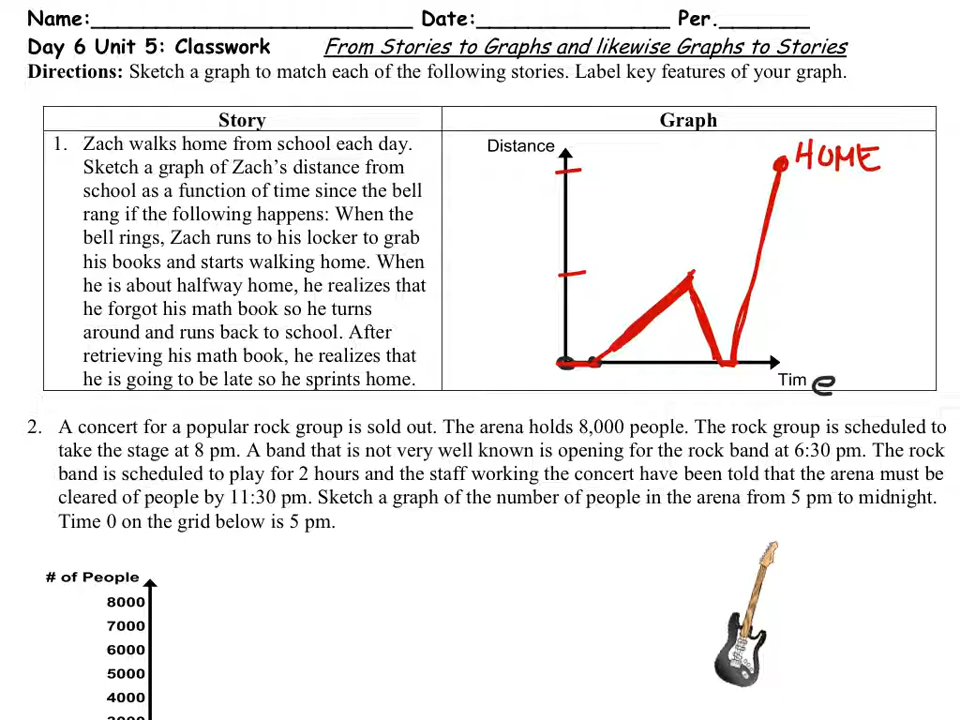 Name:____________________________ Date:_________________ Per.________
Day 6 Unit 5: Classwork From Stories to Graphs and likewise Graphs to Stories
Directions: Sketch a graph to match each of the following stories. Label key features of your graph.
Story
Graph
1. Zach walks home from school each day.
Sketch a graph of Zach's distance from
school as a function of time since the bell
rang if the following happens: When the
bell rings, Zach runs to his locker to grab
his books and starts walking home. When
he is about halfway home, he realizes that
he forgot his math book so he turns
around and runs back to school. After
retrieving his math book, he realizes that
he is going to be late so he sprints home.
Distance
HOME
Time
2. A concert for a popular rock group is sold out. The arena holds 8,000 people. The rock group is scheduled to
take the stage at 8 pm. A band that is not very well known is opening for the rock band at 6:30 pm. The rock
band is scheduled to play for 2 hours and the staff working the concert have been told that the arena must be
cleared of people by 11:30 pm. Sketch a graph of the number of people in the arena from 5 pm to midnight.
Time 0 on the grid below is 5 pm.
# of People
8000
7000
6000
5000
4000